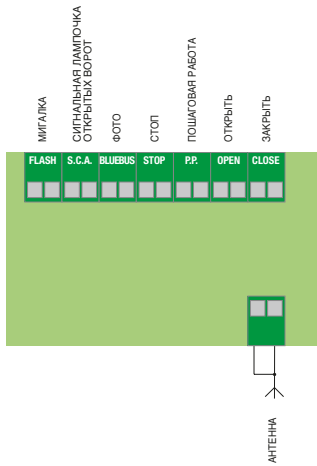 МИГАЛКА
СИГНАЛЬНАЯ ЛАМПОЧКА
ОТКРЫТЫХ ВОРОТ
ФОТО
СТОП
ПОШАГОВАЯ РАБОТА
ОТКРЫТЬ
ЗАКРЫТЬ
FLASH S.C.A. BLUEBUS STOP P.P. OPEN CLOSE
АНТЕННА